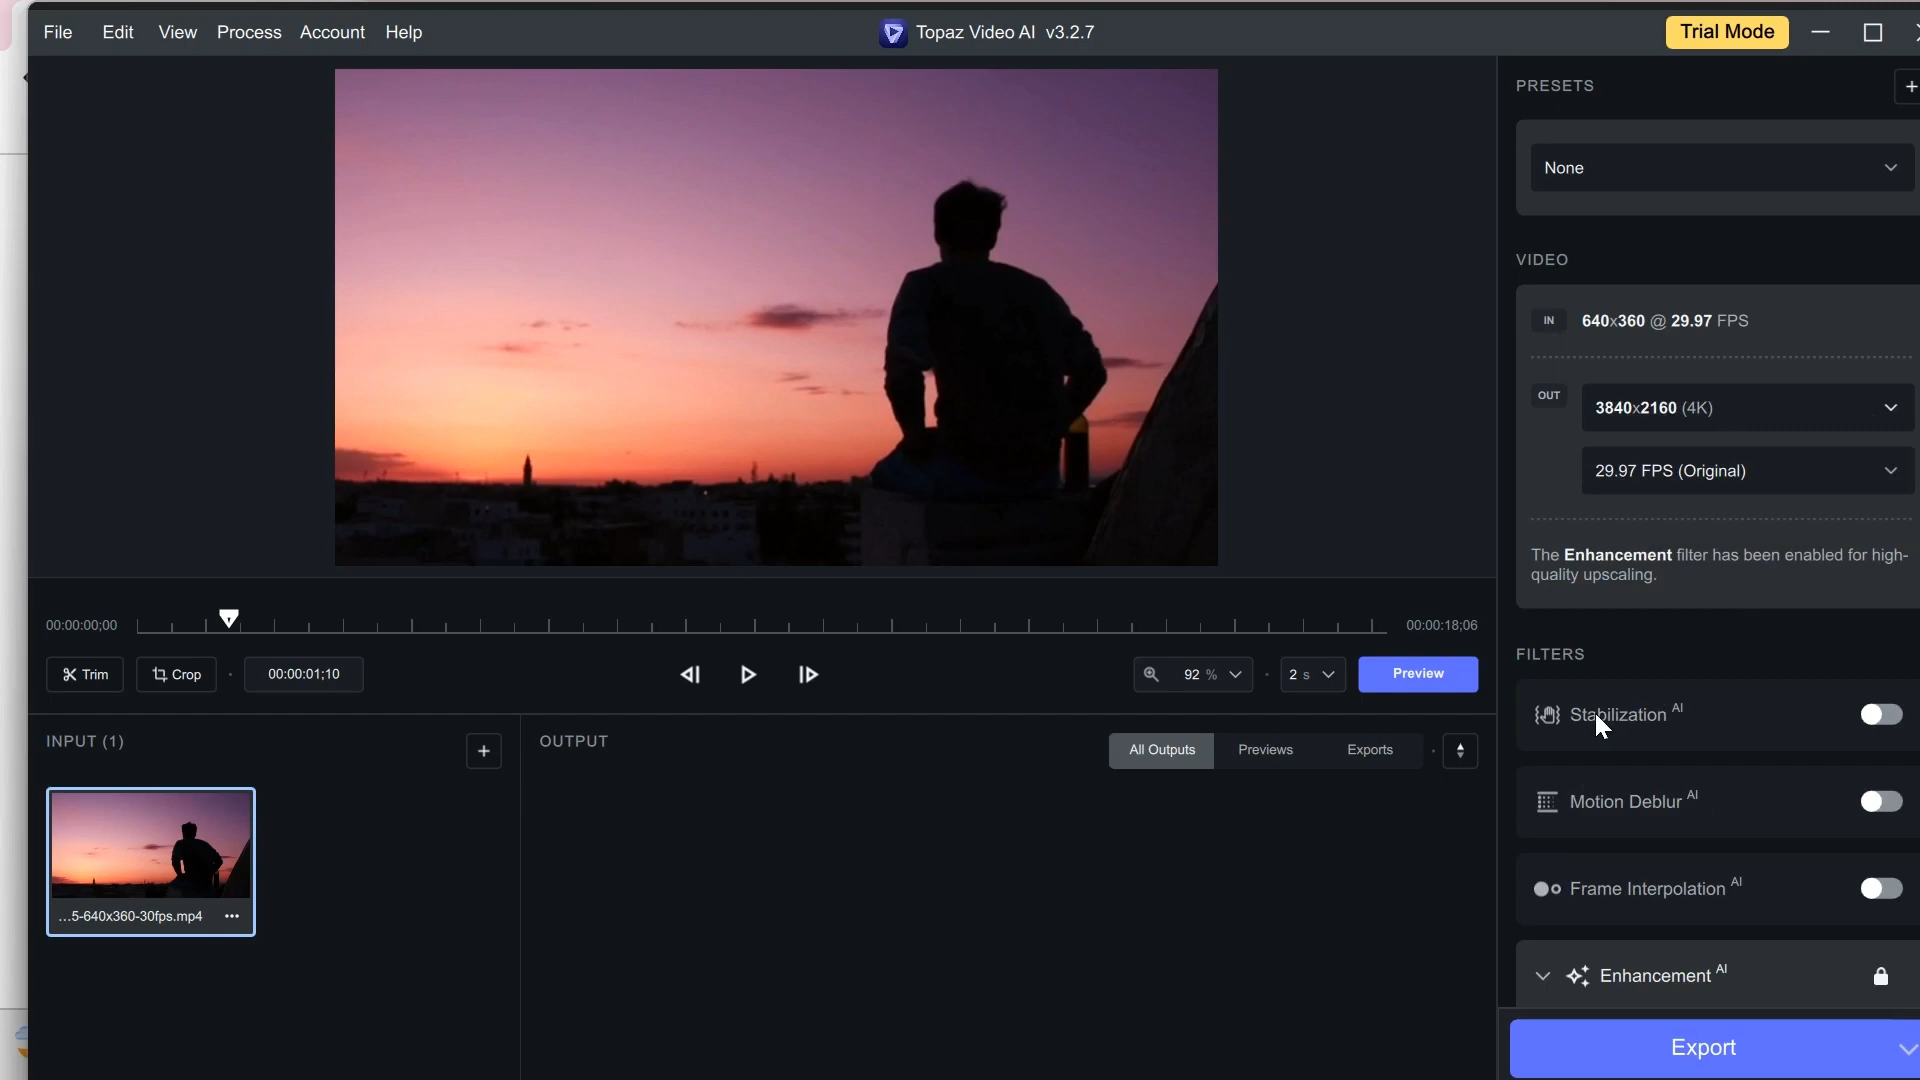 File Edit View Process Account Help
Topaz Video AI v3.2.7
Trial Mode
PRESETS
+
None
VIDEO
IN 640x360 @ 29.97 FPS
OUT 3840x2160 (4K)
29.97 FPS (Original)
The Enhancement filter has been enabled for high-
quality upscaling.
00:00:00;00
00:00:18;06
Trim
Crop
00:00:01;10
92 %
2 s
Preview
INPUT (1)
+
OUTPUT
All Outputs Previews Exports
...5-640x360-30fps.mp4
FILTERS
Stabilization AI
Motion Deblur AI
Frame Interpolation AI
Enhancement AI
Export